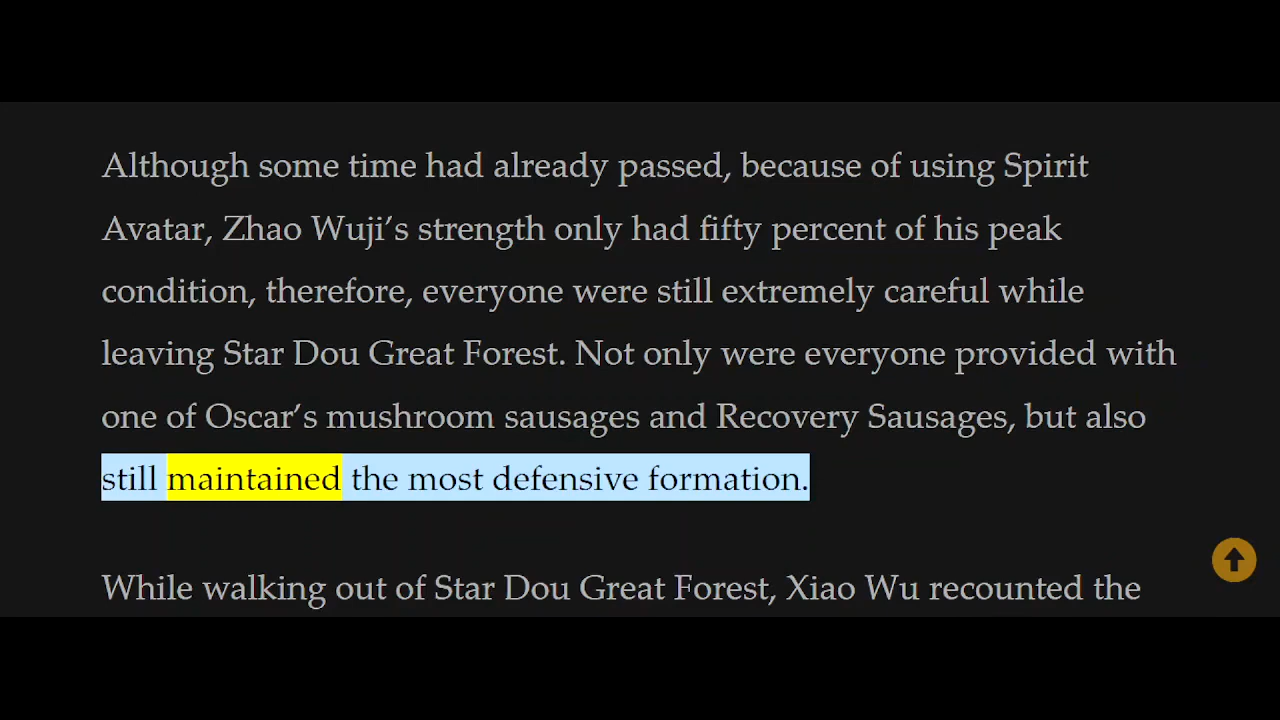 Although some time had already passed, because of using Spirit
Avatar, Zhao Wuji’s strength only had fifty percent of his peak
condition, therefore, everyone were still extremely careful while
leaving Star Dou Great Forest. Not only were everyone provided with
one of Oscar’s mushroom sausages and Recovery Sausages, but also
still maintained the most defensive formation.
While walking out of Star Dou Great Forest, Xiao Wu recounted the